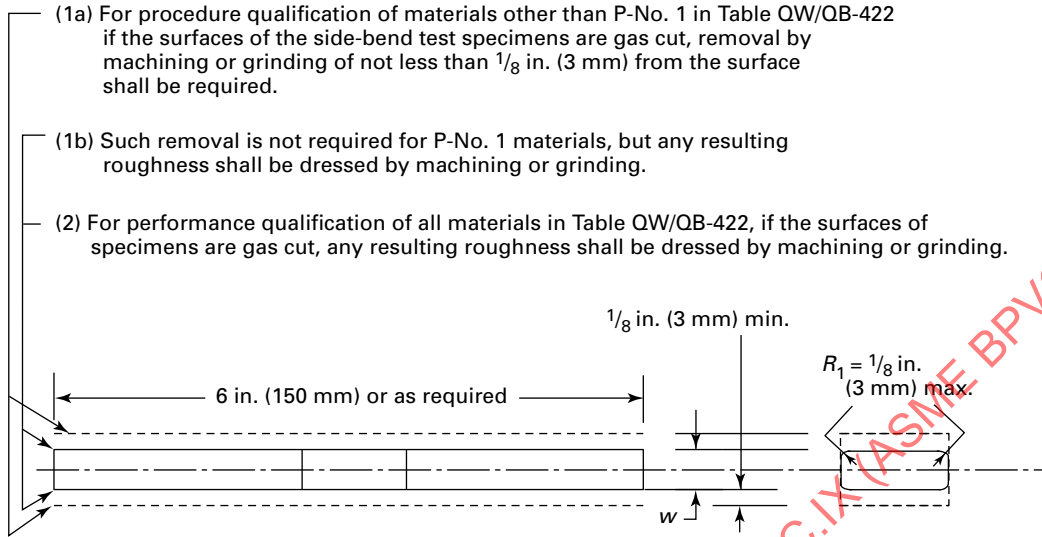 (1a) For procedure qualification of materials other than P-No. 1 in Table QW/QB-422
if the surfaces of the side-bend test specimens are gas cut, removal by
machining or grinding of not less than 1/8 in. (3 mm) from the surface
shall be required.
(1b) Such removal is not required for P-No. 1 materials, but any resulting
roughness shall be dressed by machining or grinding.
(2) For performance qualification of all materials in Table QW/QB-422, if the surfaces of
specimens are gas cut, any resulting roughness shall be dressed by machining or grinding.
1/8 in. (3 mm) min.
R1 = 1/8 in.
(3 mm) max.
6 in. (150 mm) or as required
w
C.IX (ASME BPV